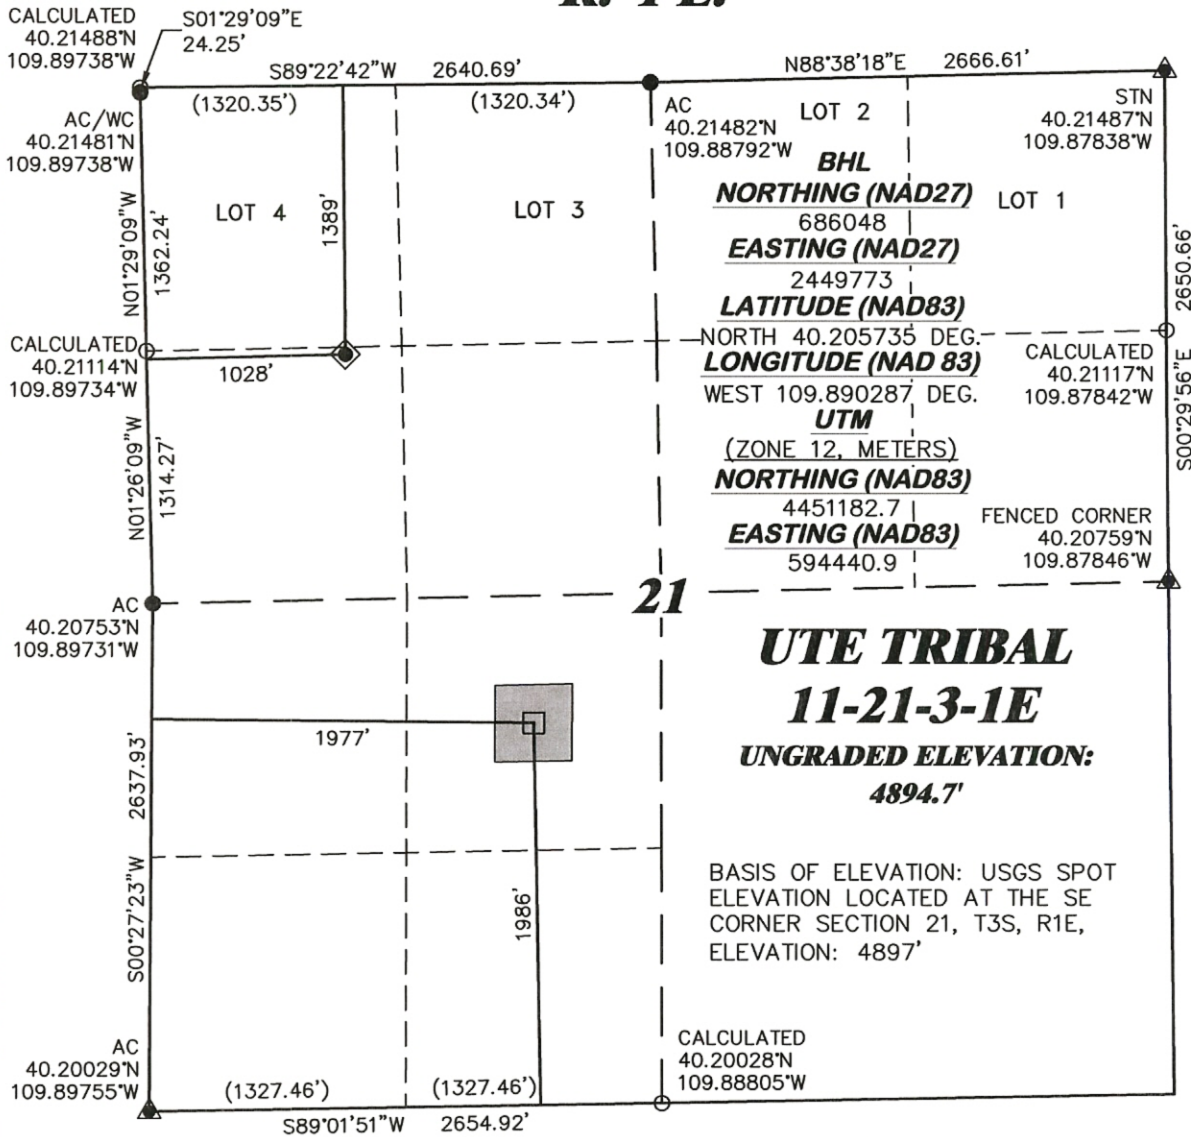 R. 1 E.
CALCULATED
40.21488°N
109.89738°W
S01°29'09"E
24.25'
S89°22'42"W 2640.69'
N88°38'18"E 2666.61'
(1320.35')
(1320.34')
AC/WC
40.21481°N
109.89738°W
AC
40.21482°N
109.88792°W
LOT 2
STN
40.21487°N
109.87838°W
LOT 4
LOT 3
LOT 1
1389'
N01°29'09"W
1362.24'
BHL
NORTHING (NAD27)
686048
EASTING (NAD27)
2449773
LATITUDE (NAD83)
NORTH 40.205735 DEG.
LONGITUDE (NAD 83)
WEST 109.890287 DEG.
UTM
(ZONE 12, METERS)
NORTHING (NAD83)
4451182.7
EASTING (NAD83)
594440.9
2650.66'
S00°29'56"E
CALCULATED
40.21114°N
109.89734°W
1028'
CALCULATED
40.21117°N
109.87842°W
N01°26'09"W
1314.27'
FENCED CORNER
40.20759°N
109.87846°W
AC
40.20753°N
109.89731°W
21
UTE TRIBAL
11-21-3-1E
UNGRADED ELEVATION:
4894.7'
1977'
2637.93'
S00°27'23"W
1986'
BASIS OF ELEVATION: USGS SPOT
ELEVATION LOCATED AT THE SE
CORNER SECTION 21, T3S, R1E,
ELEVATION: 4897'
AC
40.20029°N
109.89755°W
CALCULATED
40.20028°N
109.88805°W
(1327.46')
(1327.46')
S89°01'51"W 2654.92'